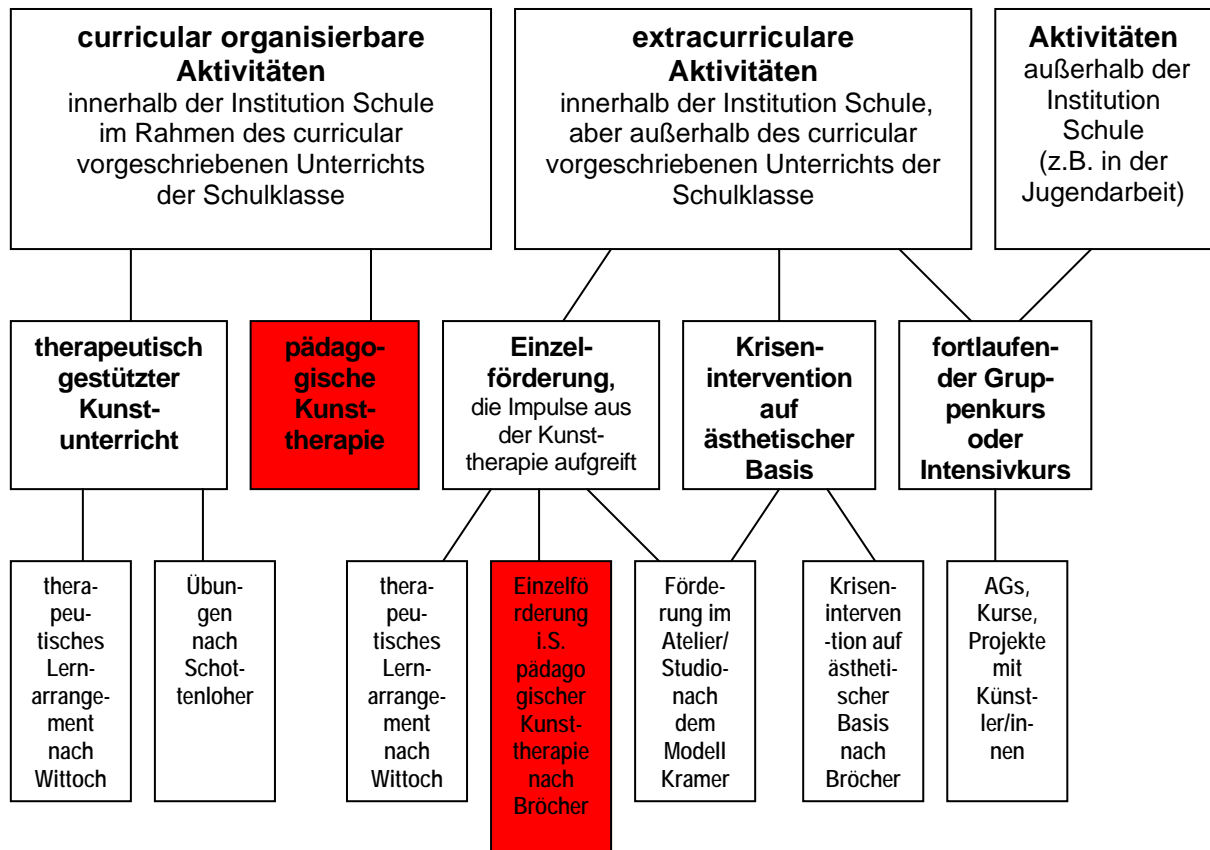 curricular organisierbare
Aktivitäten
innerhalb der Institution Schule
im Rahmen des curricular
vorgeschriebenen Unterrichts
der Schulklasse
extracurriculare
Aktivitäten
innerhalb der Institution Schule,
aber außerhalb des curricular
vorgeschriebenen Unterrichts der
Schulklasse
Aktivitäten
außerhalb der
Institution
Schule
(z.B. in der
Jugendarbeit)
therapeutisch
gestützter
Kunst-
unterricht
pädago-
gische
Kunst-
therapie
Einzel-
förderung,
die Impulse aus
der Kunst-
therapie aufgreift
Krisen-
intervention
auf
ästhetischer
Basis
fortlaufen-
der Grup-
penkurs
oder
Intensivkurs
thera-
peu-
tisches
Lern-
arrange-
ment
nach
Wittoch
Übun-
gen
nach
Schot-
tenloher
thera-
peu-
tisches
Lern-
arrange-
ment
nach
Wittoch
Einzelfö
rderung
i.S.
pädago
gischer
Kunst-
therapie
nach
Bröcher
Förde-
rung im
Atelier/
Studio-
nach
dem
Modell
Kramer
Krisen-
interven
-tion auf
ästheti-
scher
Basis
nach
Bröcher
AGs,
Kurse,
Projekte
mit
Künst-
ler/in-
nen